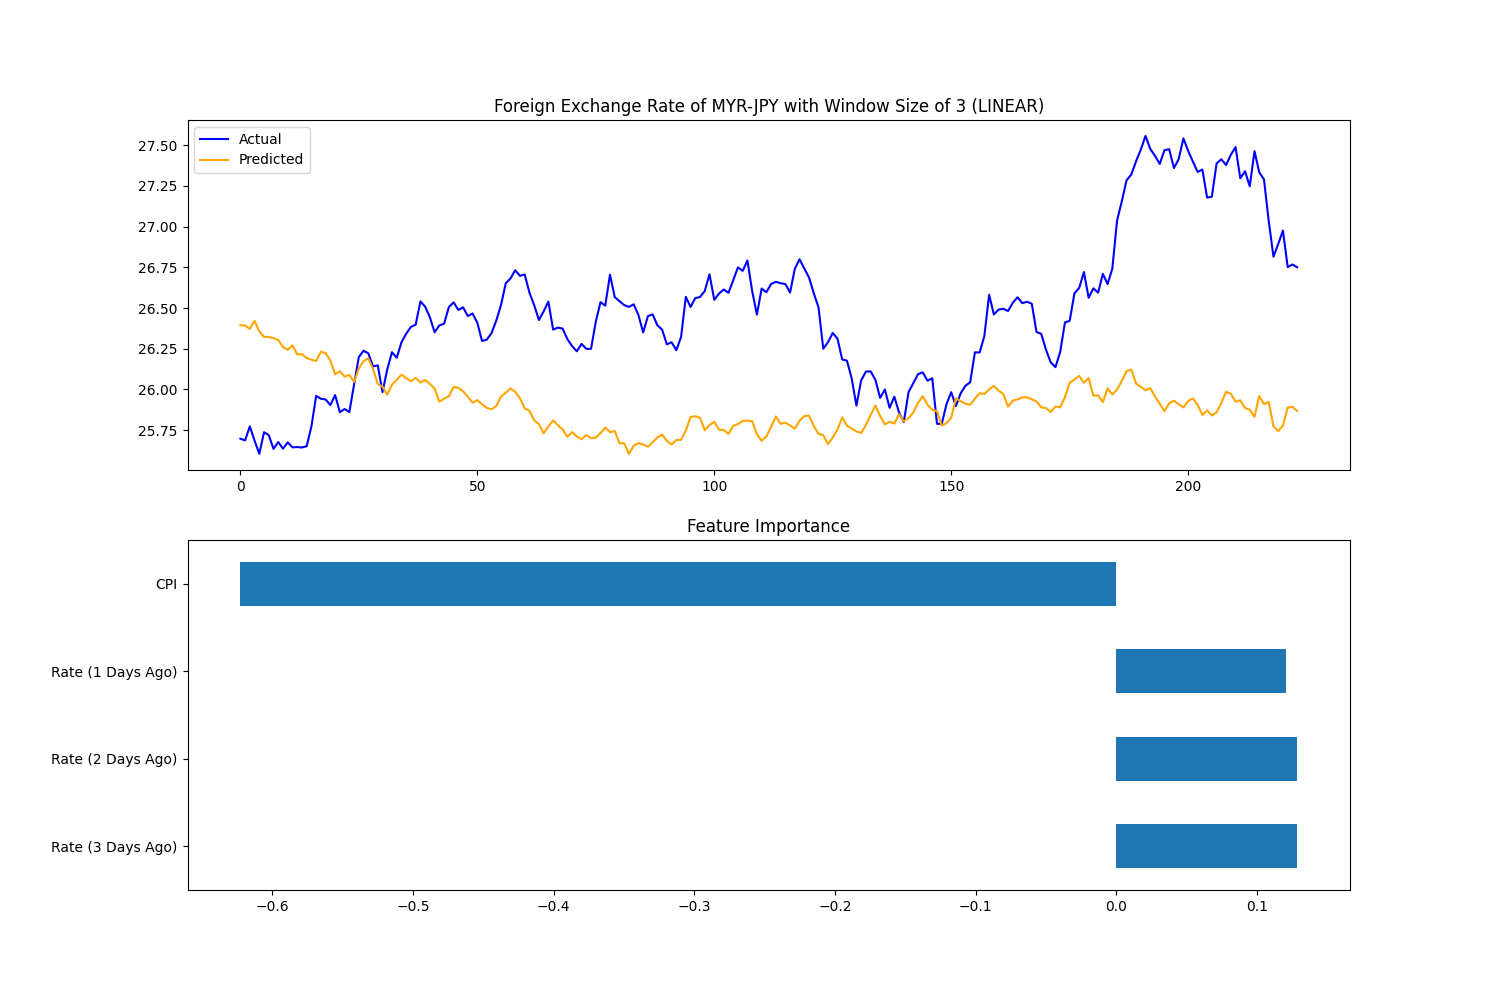 Foreign Exchange Rate of MYR-JPY with Window Size of 3 (LINEAR)
Actual
Predicted
27.50
27.25
27.00
26.75
26.50
26.25
26.00
25.75
0 50 100 150 200
Feature Importance
CPI
Rate (1 Days Ago)
Rate (2 Days Ago)
Rate (3 Days Ago)
−0.6 −0.5 −0.4 −0.3 −0.2 −0.1 0.0 0.1